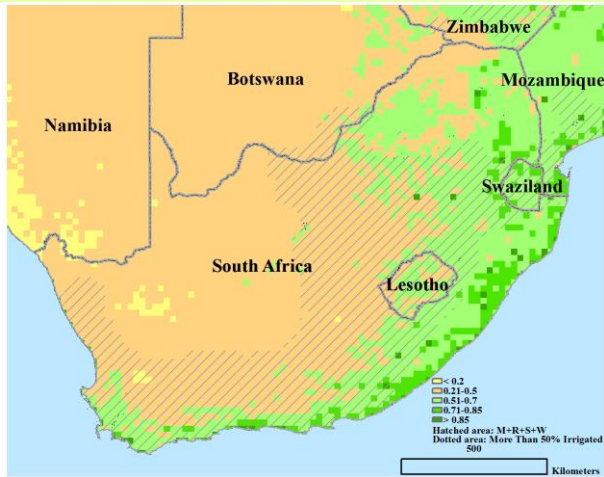 Zimbabwe
Botswana
Mozambique
Namibia
Swaziland
South Africa
Lesotho
< 0.2
0.21-0.5
0.51-0.7
0.71-0.85
> 0.85
Hatched area: M+R+S+W
Dotted area: More Than 50% Irrigated
500
Kilometers